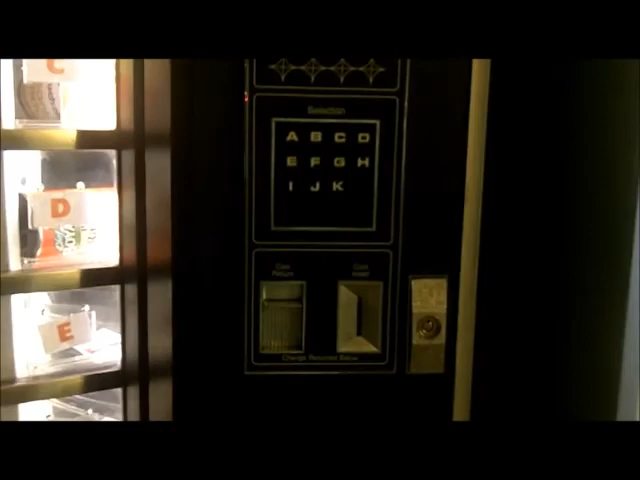 C
D
E
Selection
A B C D
E F G H
I J K
Coin Return
Coin Insert
Change Returned Below